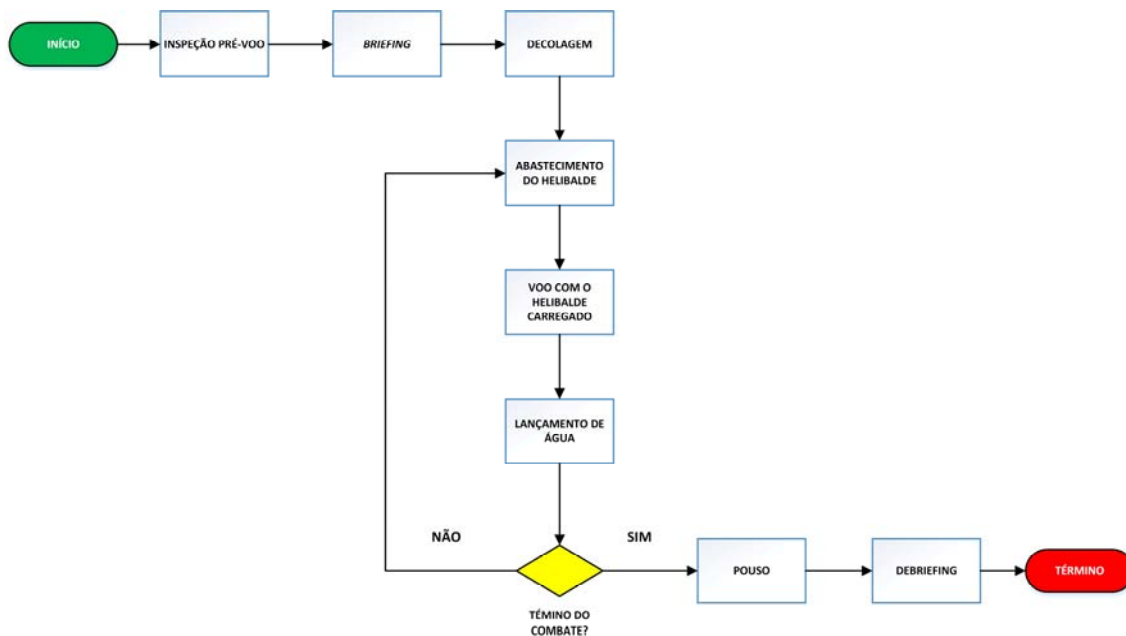 INÍCIO
INSPEÇÃO PRÉ-VOO
BRIEFING
DECOLAGEM
ABASTECIMENTO
DO HELIBALDE
VOO COM O
HELIBALDE
CARREGADO
LANÇAMENTO DE
ÁGUA
NÃO
SIM
POUSO
DEBRIEFING
TÉRMINO
TÉMINO DO
COMBATE?